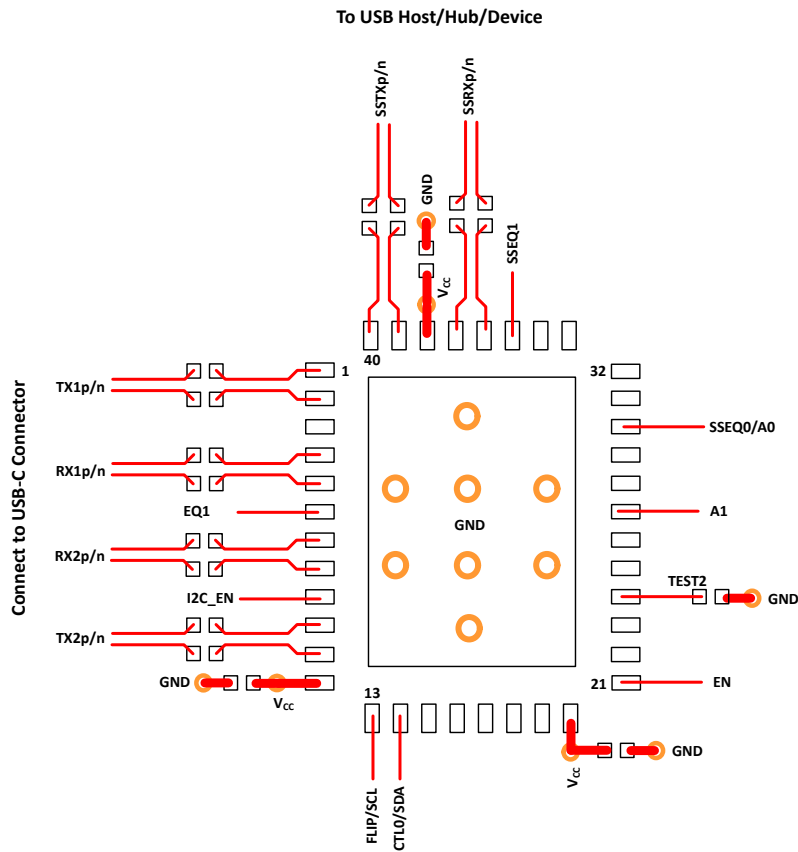 To USB Host/Hub/Device
SSTXp/n
SSRXp/n
GND
SSEQ1
VCC
40
1
32
TX1p/n
SSEQ0/A0
RX1p/n
EQ1
A1
GND
Connect to USB-C Connector
RX2p/n
I2C_EN
TEST2
GND
TX2p/n
GND
VCC
13
21
EN
GND
VCC
FLIP/SCL
CTL0/SDA